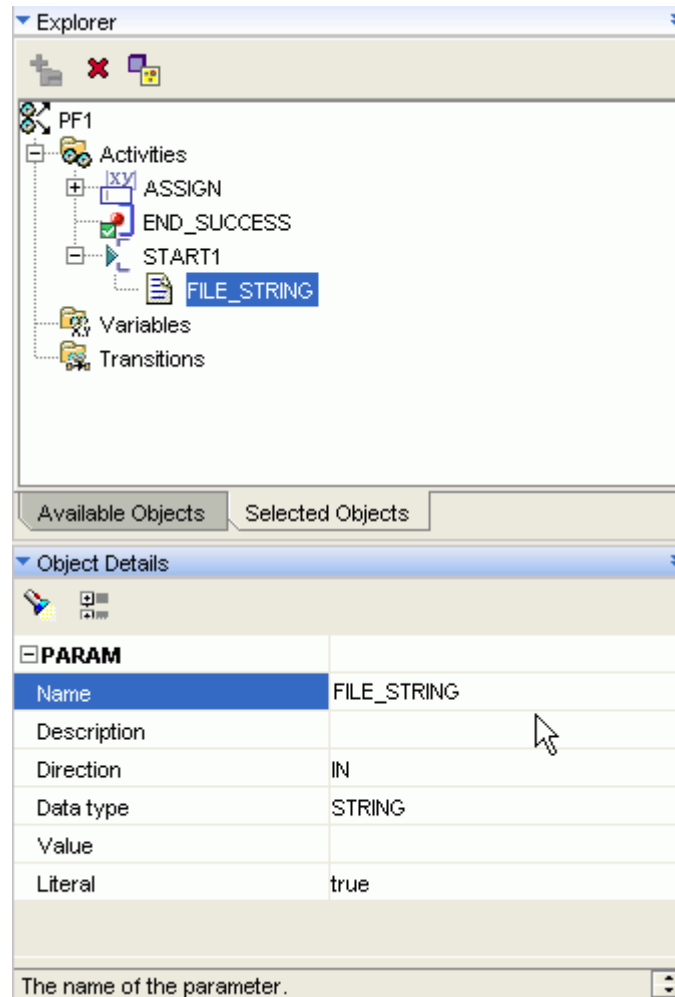 Explorer
PF1
Activities
ASSIGN
END_SUCCESS
START1
FILE_STRING
Variables
Transitions
Available Objects Selected Objects
Object Details
PARAM
Name FILE_STRING
Description
Direction IN
Data type STRING
Value
Literal true
The name of the parameter.